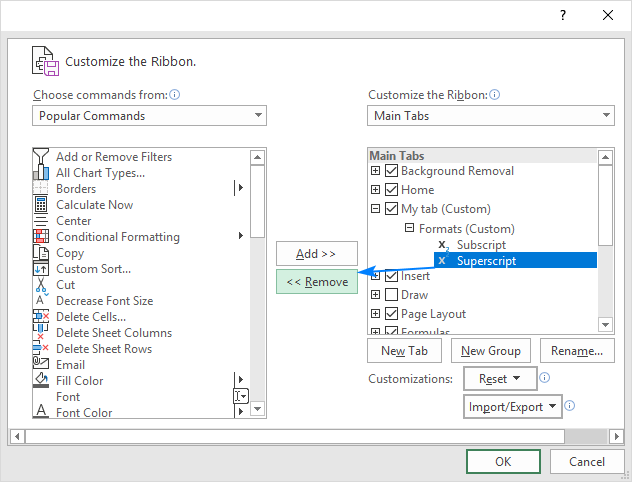 ?
Customize the Ribbon.
Choose commands from:
Popular Commands
Add or Remove Filters
All Chart Types...
Borders
Calculate Now
Center
Conditional Formatting
Copy
Custom Sort...
Cut
Decrease Font Size
Delete Cells...
Delete Sheet Columns
Delete Sheet Rows
Email
Fill Color
Font
Font Color
Add >>
<< Remove
Customize the Ribbon:
Main Tabs
Main Tabs
Background Removal
Home
My tab (Custom)
Formats (Custom)
Subscript
Superscript
Insert
Draw
Page Layout
Formulas
New Tab
New Group
Rename...
Customizations:
Reset
Import/Export
OK
Cancel